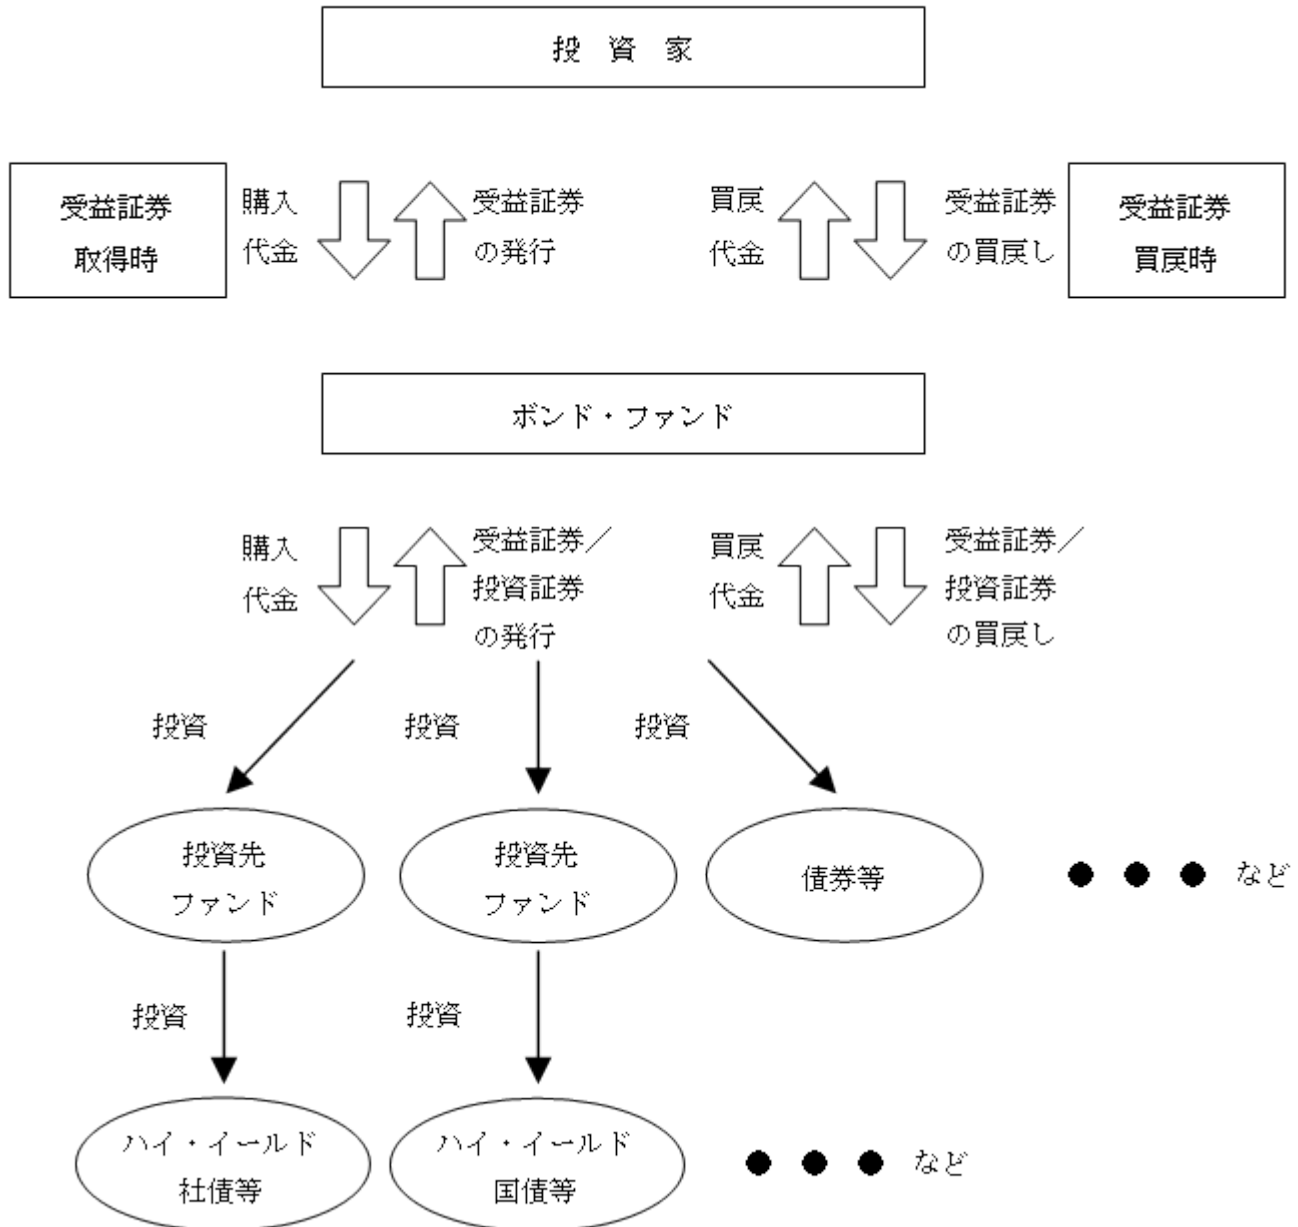 投 資 家
受益証券
取得時
購入
代金
受益証券
の発行
買戻
代金
受益証券
の買戻し
受益証券
買戻時
ボンド・ファンド
購入
代金
受益証券／
投資証券
の発行
買戻
代金
受益証券／
投資証券
の買戻し
投資
投資
投資
投資先
ファンド
投資先
ファンド
債券等
● ● ● など
投資
投資
ハイ・イールド
社債等
ハイ・イールド
国債等
● ● ● など